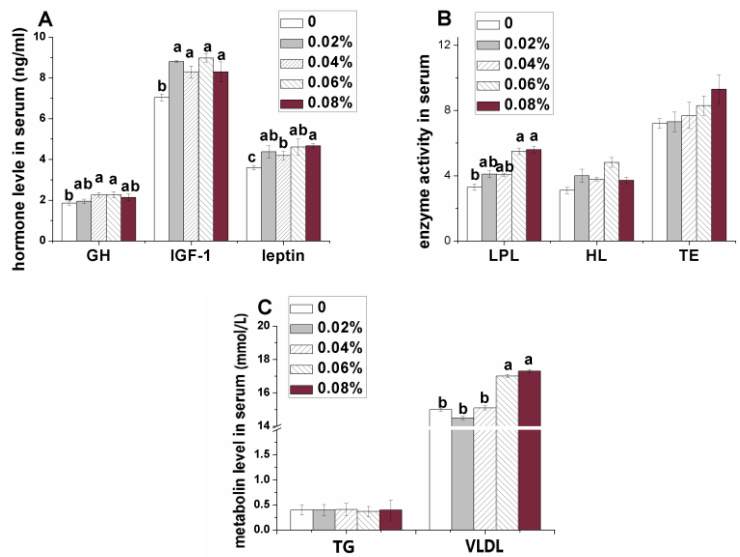 A
0
0.02%
0.04%
0.06%
0.08%
hormone levle in serum (ng/ml)
10
8
6
4
2
0
b ab a a ab
b a a a a
c ab b ab a
GH IGF-1 leptin
B
0
0.02%
0.04%
0.06%
0.08%
enzyme activity in serum
12
8
4
0
b ab ab a a
LPL HL TE
C
0
0.02%
0.04%
0.06%
0.08%
metabolin level in serum (mmol/L)
20
18
16
14
1.5
1.0
0.5
0.0
b b b a a
TG VLDL